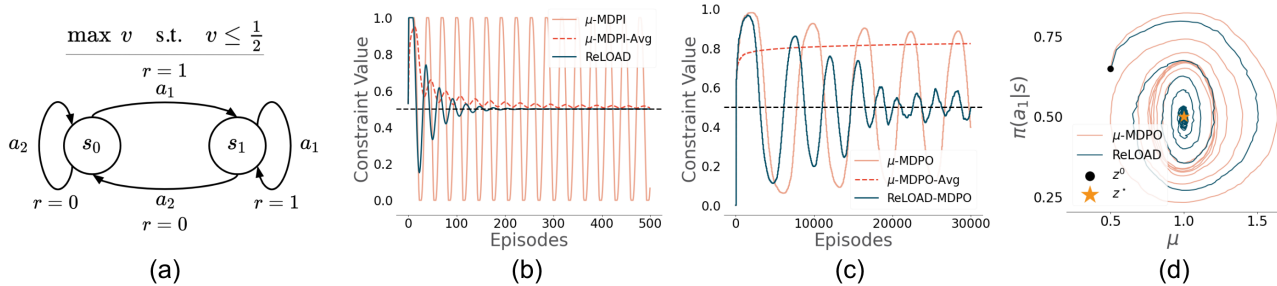 max v s.t. v ≤ 1/2
r = 1
a₁
a₂
s₀
s₁
a₁
a₂
r = 0
r = 1
r = 0
(a)
Constraint Value
1.0
0.8
0.6
0.4
0.2
0.0
μ-MDPI
μ-MDPI-Avg
ReLOAD
0 100 200 300 400 500
Episodes
(b)
Constraint Value
1.0
0.8
0.6
0.4
0.2
0.0
μ-MDPO
μ-MDPO-Avg
ReLOAD-MDPO
0 10000 20000 30000
Episodes
(c)
π(a₁|s)
0.75
0.50
0.25
μ-MDPO
ReLOAD
z⁰
z⋆
0.5 1.0 1.5
μ
(d)